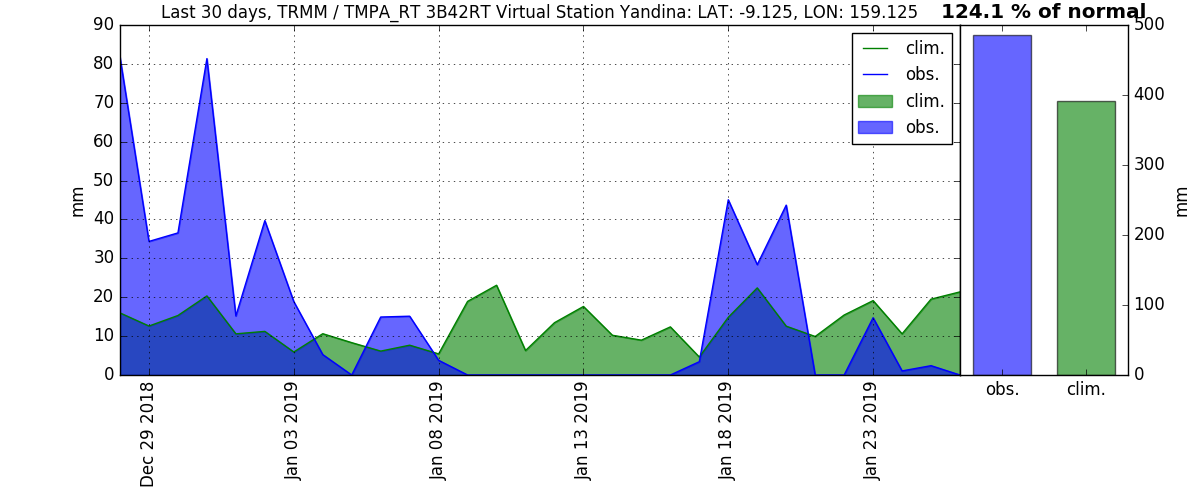 Last 30 days, TRMM / TMPA_RT 3B42RT Virtual Station Yandina: LAT: -9.125, LON: 159.125
124.1 % of normal
90
80
70
60
50
40
30
20
10
0
mm
clim.
obs.
clim.
obs.
Dec 29 2018
Jan 03 2019
Jan 08 2019
Jan 13 2019
Jan 18 2019
Jan 23 2019
500
400
300
200
100
0
mm
obs.
clim.